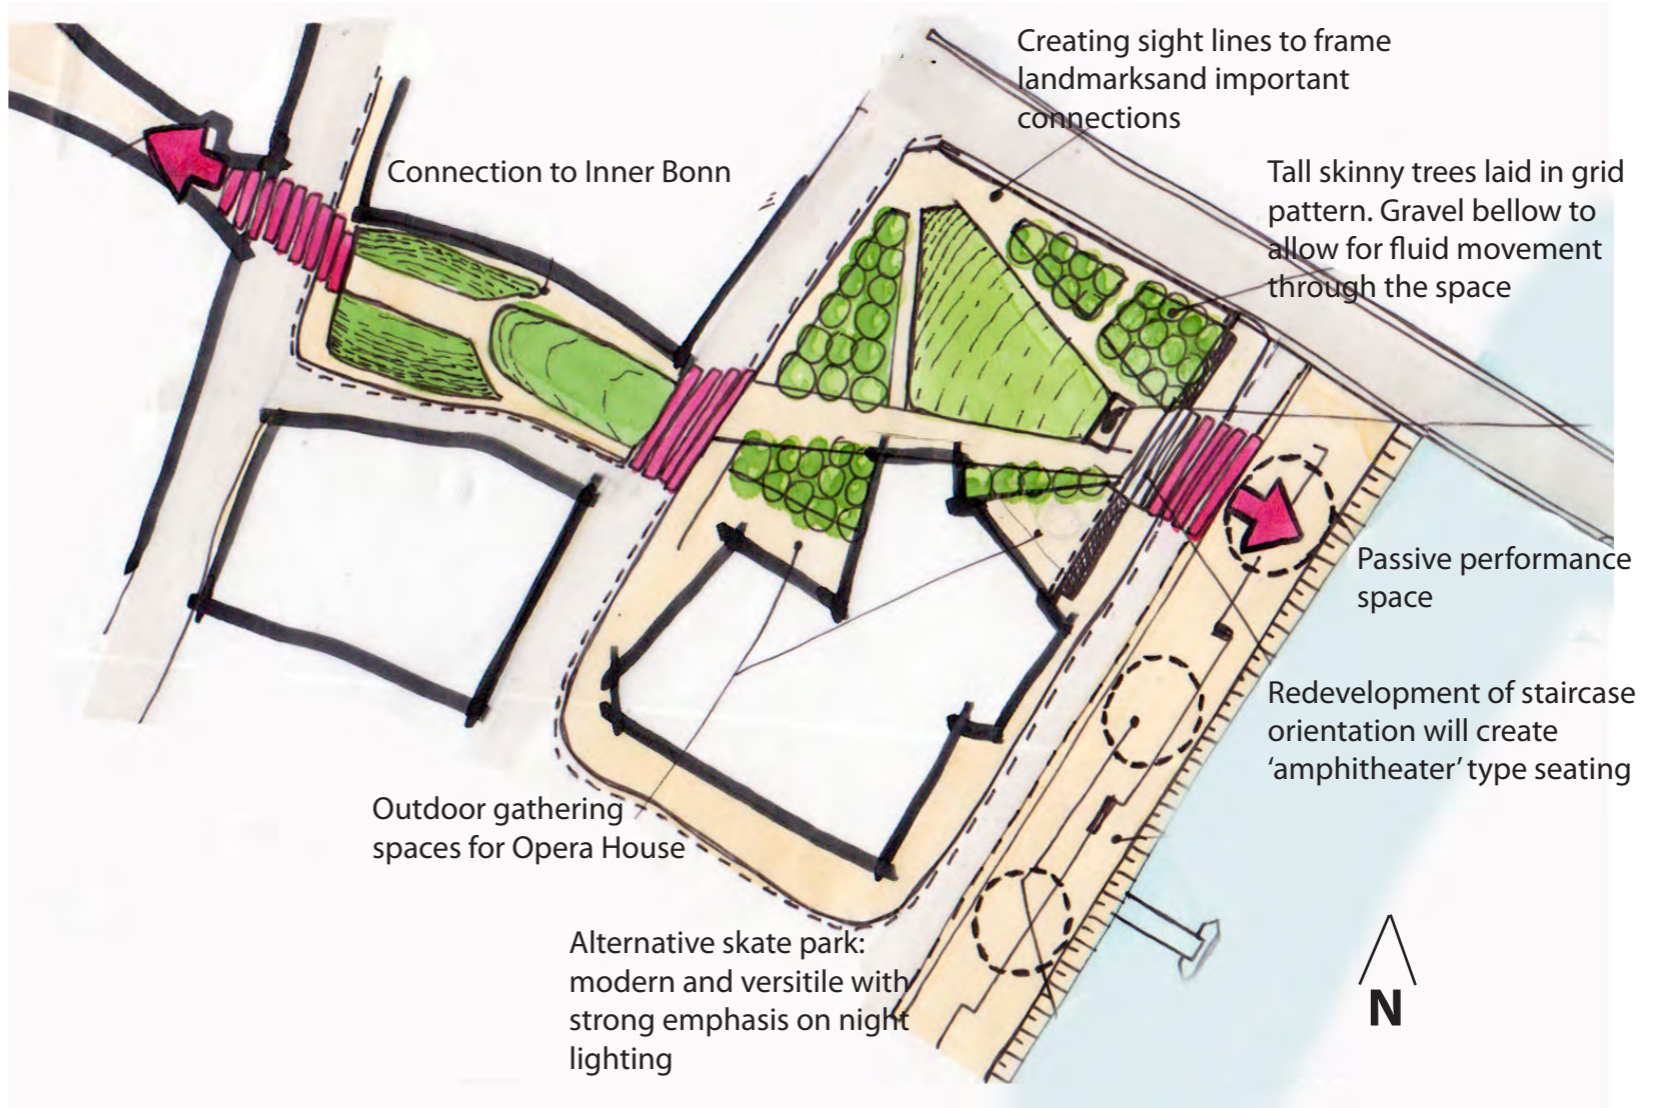 Creating sight lines to frame
landmarksand important
connections
Connection to Inner Bonn
Tall skinny trees laid in grid
pattern. Gravel bellow to
allow for fluid movement
through the space
Passive performance
space
Redevelopment of staircase
orientation will create
‘amphitheater’ type seating
Outdoor gathering
spaces for Opera House
Alternative skate park:
modern and versitile with
strong emphasis on night
lighting
N